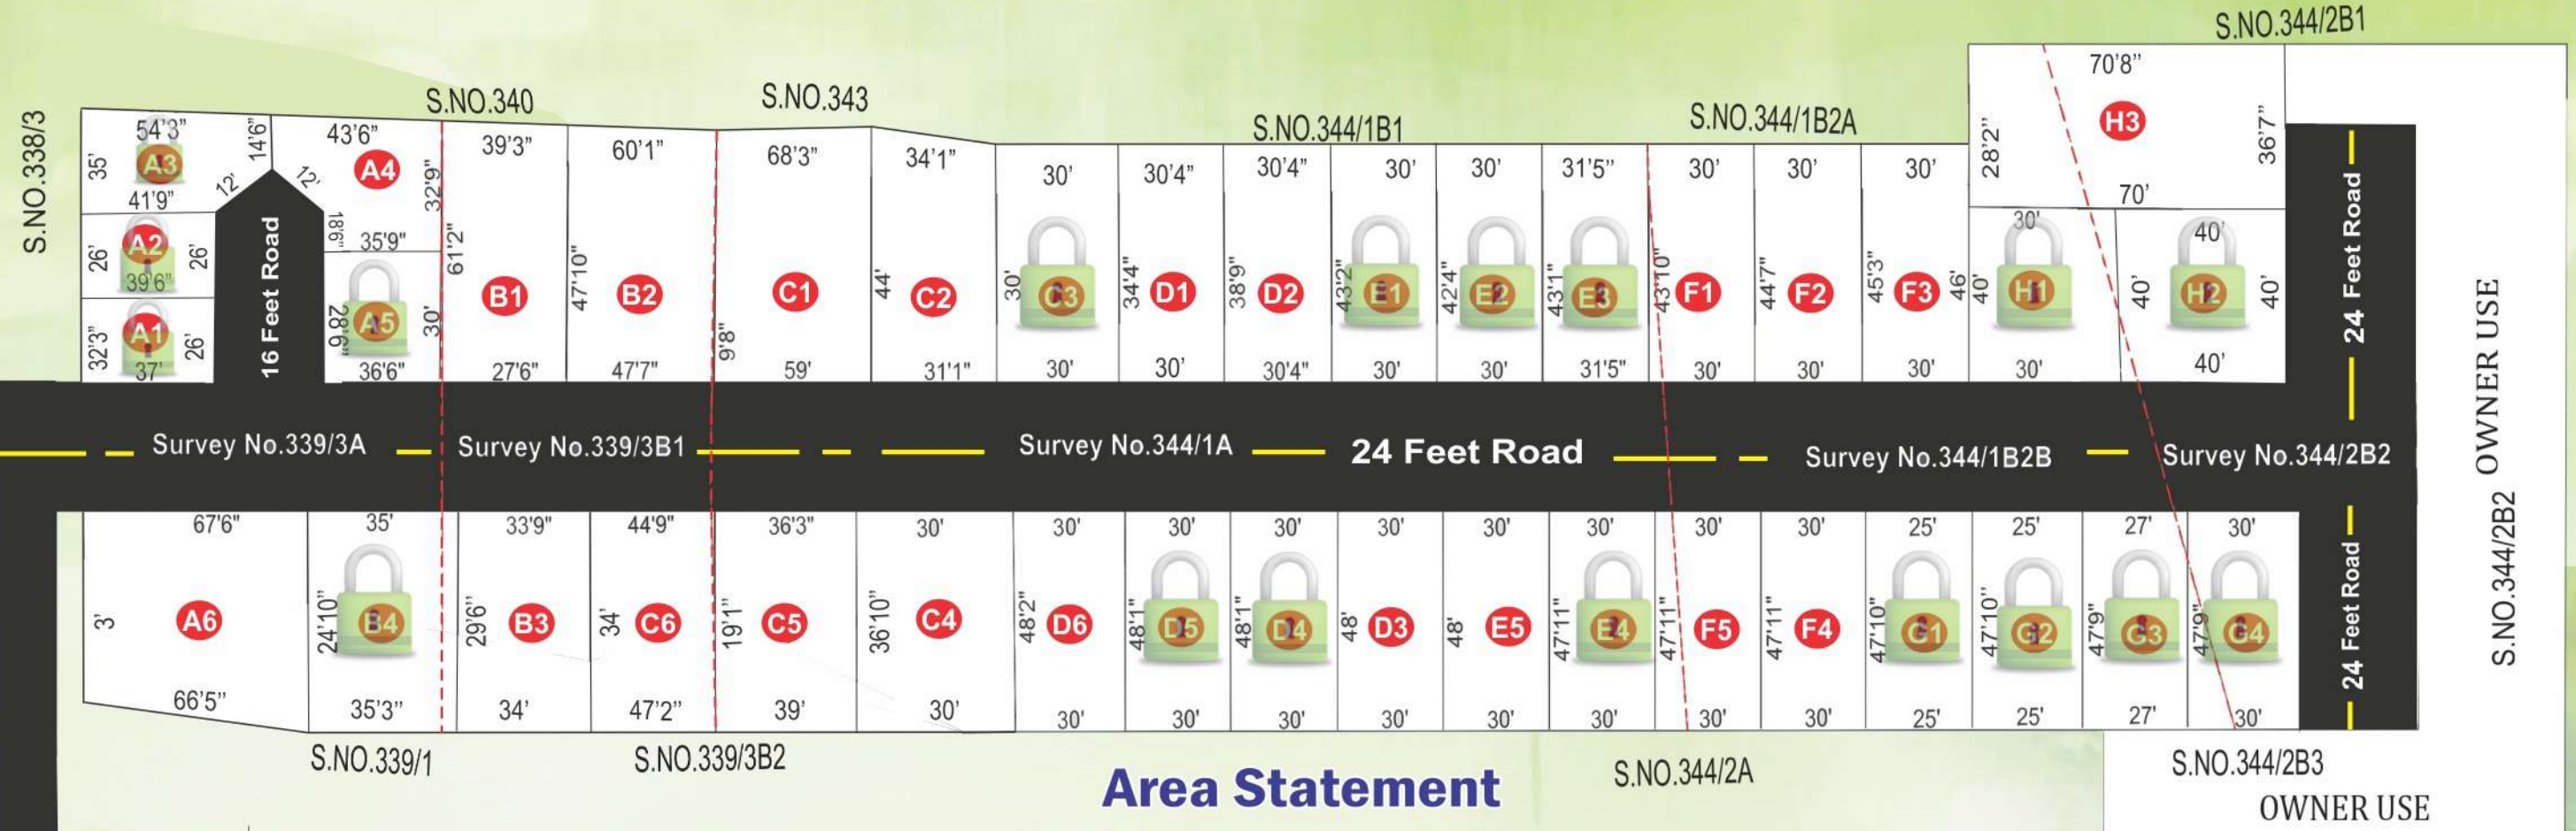 S.NO.344/2B1
S.NO.338/3
S.NO.340
S.NO.343
S.NO.344/1B1
S.NO.344/1B2A
54'3"
35'
A3
41'9"
14'6"
12'
12'
43'6"
A4
32'9"
18'6"
35'9"
26'
A2
26'
39'6"
32'3"
A1
26'
37'
16 Feet Road
28'6"
A5
30'
36'6"
39'3"
61'2"
B1
27'6"
60'1"
47'10"
B2
47'7"
68'3"
C1
9'8"
59'
34'1"
44'
C2
31'1"
30'
30'
C3
30'
30'4"
34'4"
D1
30'
30'4"
38'9"
D2
30'4"
30'
43'2"
E1
30'
30'
42'4"
E2
30'
31'5"
43'1"
E3
31'5"
30'
43'10"
F1
30'
30'
44'7"
F2
30'
30'
45'3"
F3
46'
30'
70'8"
28'2"
H3
36'7"
70'
30'
40'
H1
30'
40'
40'
H2
40'
40'
24 Feet Road
Survey No.339/3A
Survey No.339/3B1
Survey No.344/1A
24 Feet Road
Survey No.344/1B2B
Survey No.344/2B2
67'6"
3'
A6
66'5"
35'
24'10"
B4
35'3"
33'9"
29'6"
B3
34'
44'9"
34'
C6
47'2"
36'3"
19'1"
C5
39'
30'
36'10"
C4
30'
30'
48'2"
D6
30'
30'
48'1"
D5
30'
30'
48'1"
D4
30'
30'
48'
D3
30'
30'
48'
E5
30'
30'
47'11"
E4
30'
30'
47'11"
F5
30'
30'
47'11"
F4
30'
25'
47'10"
G1
25'
25'
47'10"
G2
25'
27'
47'9"
G3
27'
30'
47'9"
G4
30'
24 Feet Road
S.NO.344/2B2 OWNER USE
S.NO.339/1
S.NO.339/3B2
Area Statement
S.NO.344/2A
S.NO.344/2B3
OWNER USE